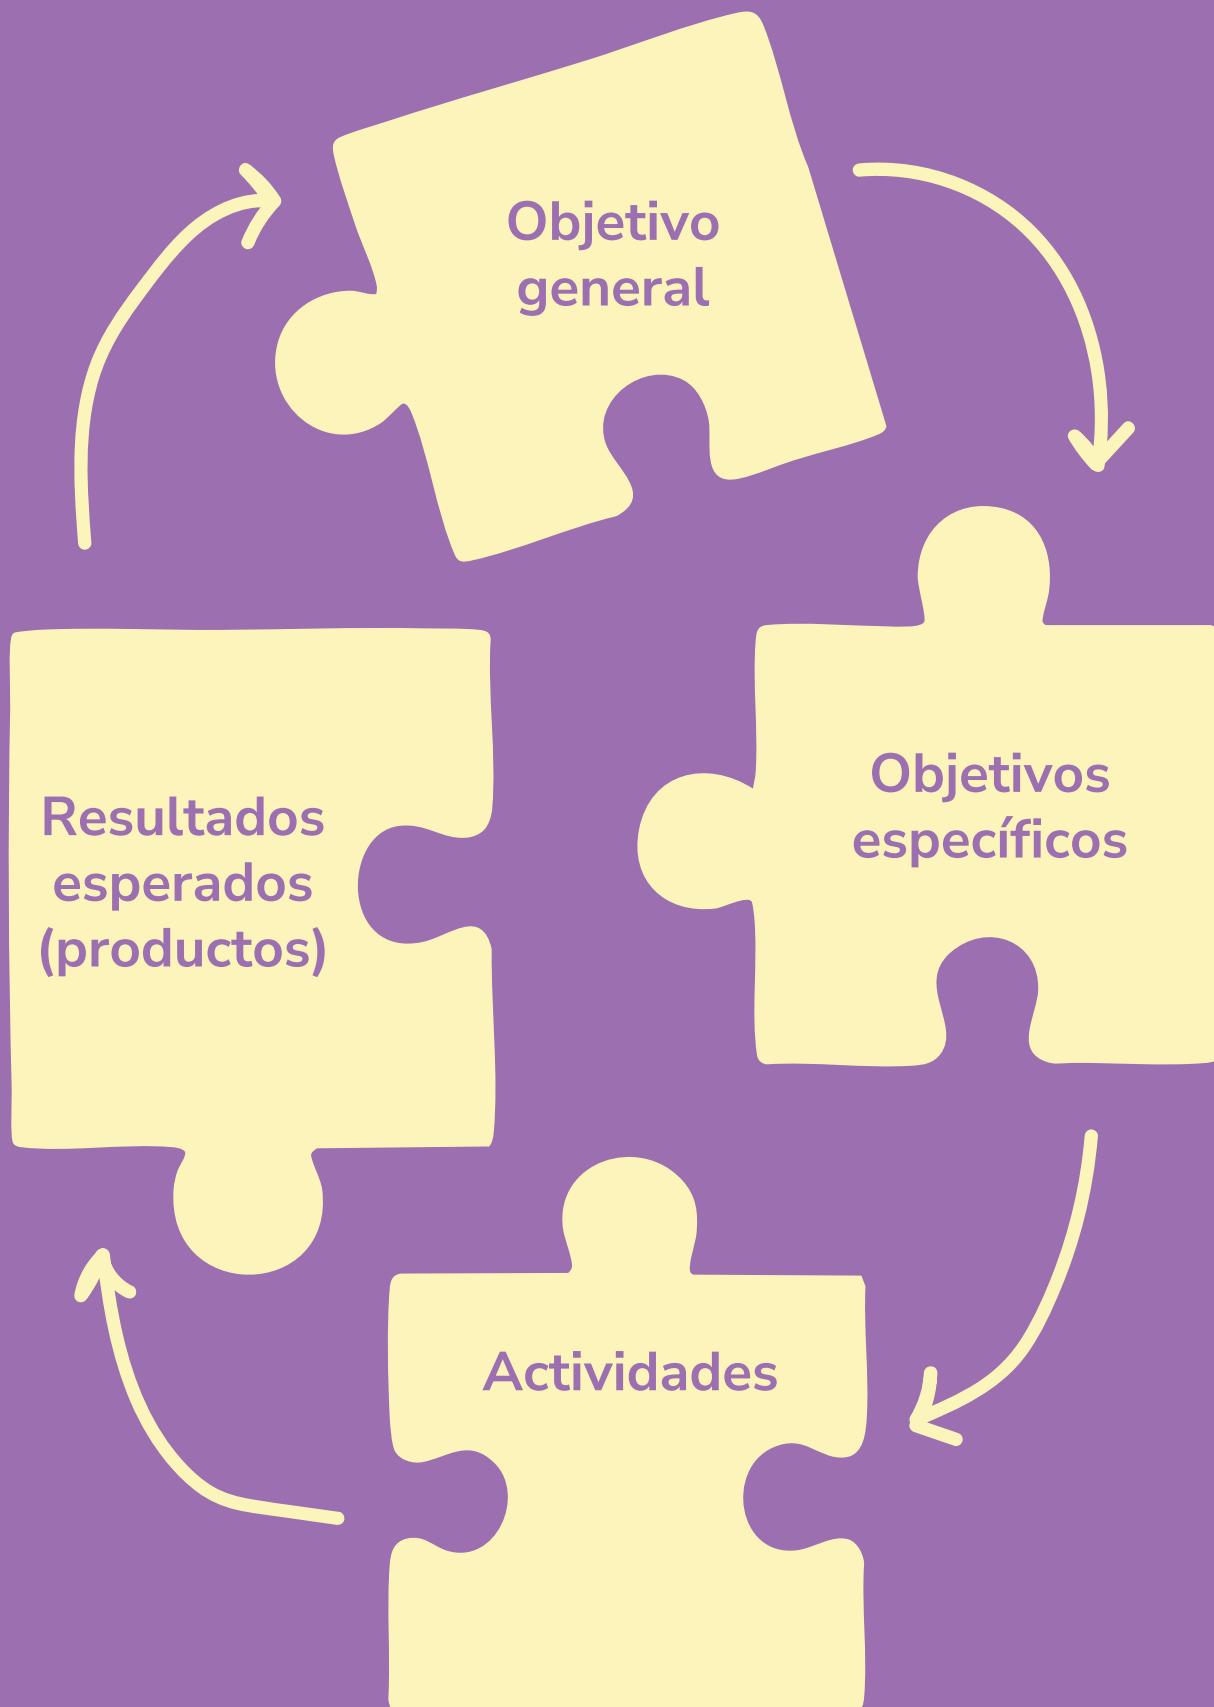 Objetivo
general
Objetivos
específicos
Resultados
esperados
(productos)
Actividades